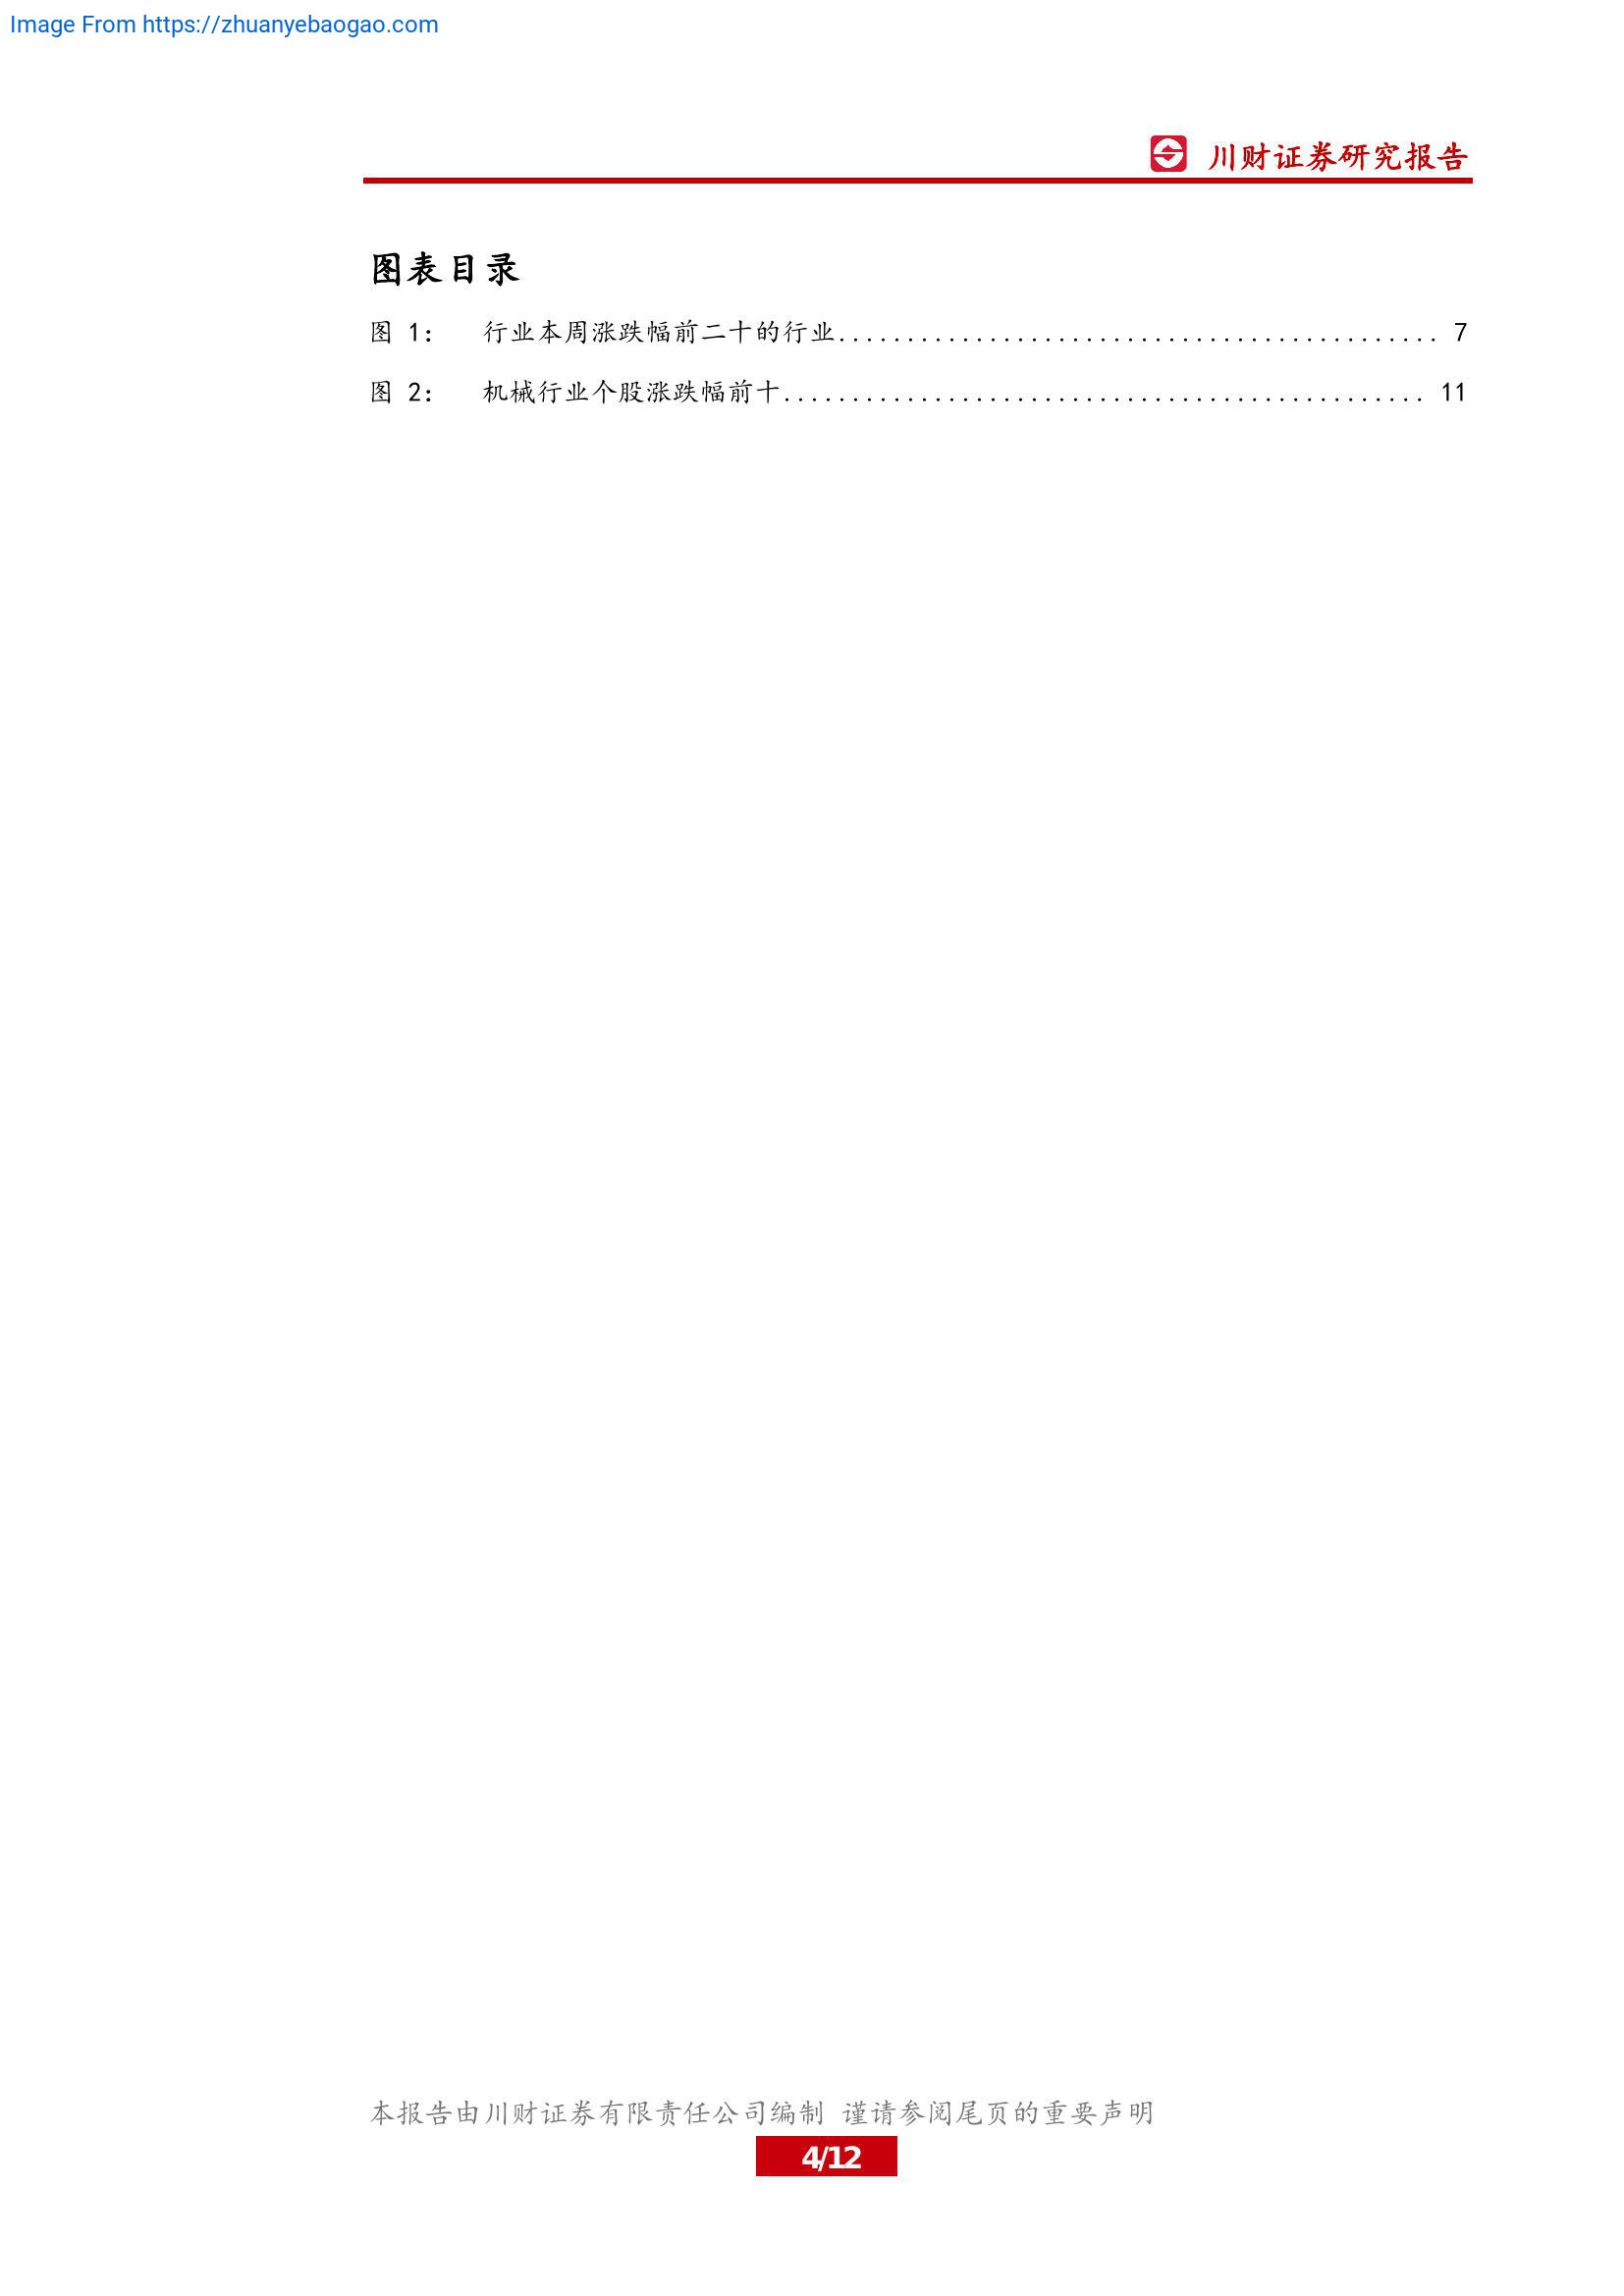 Image From https://zhuanyebaogao.com
川财证券研究报告
图表目录
图 1： 行业本周涨跌幅前二十的行业............................................ 7
图 2： 机械行业个股涨跌幅前十............................................... 11
本报告由川财证券有限责任公司编制 谨请参阅尾页的重要声明
4/12